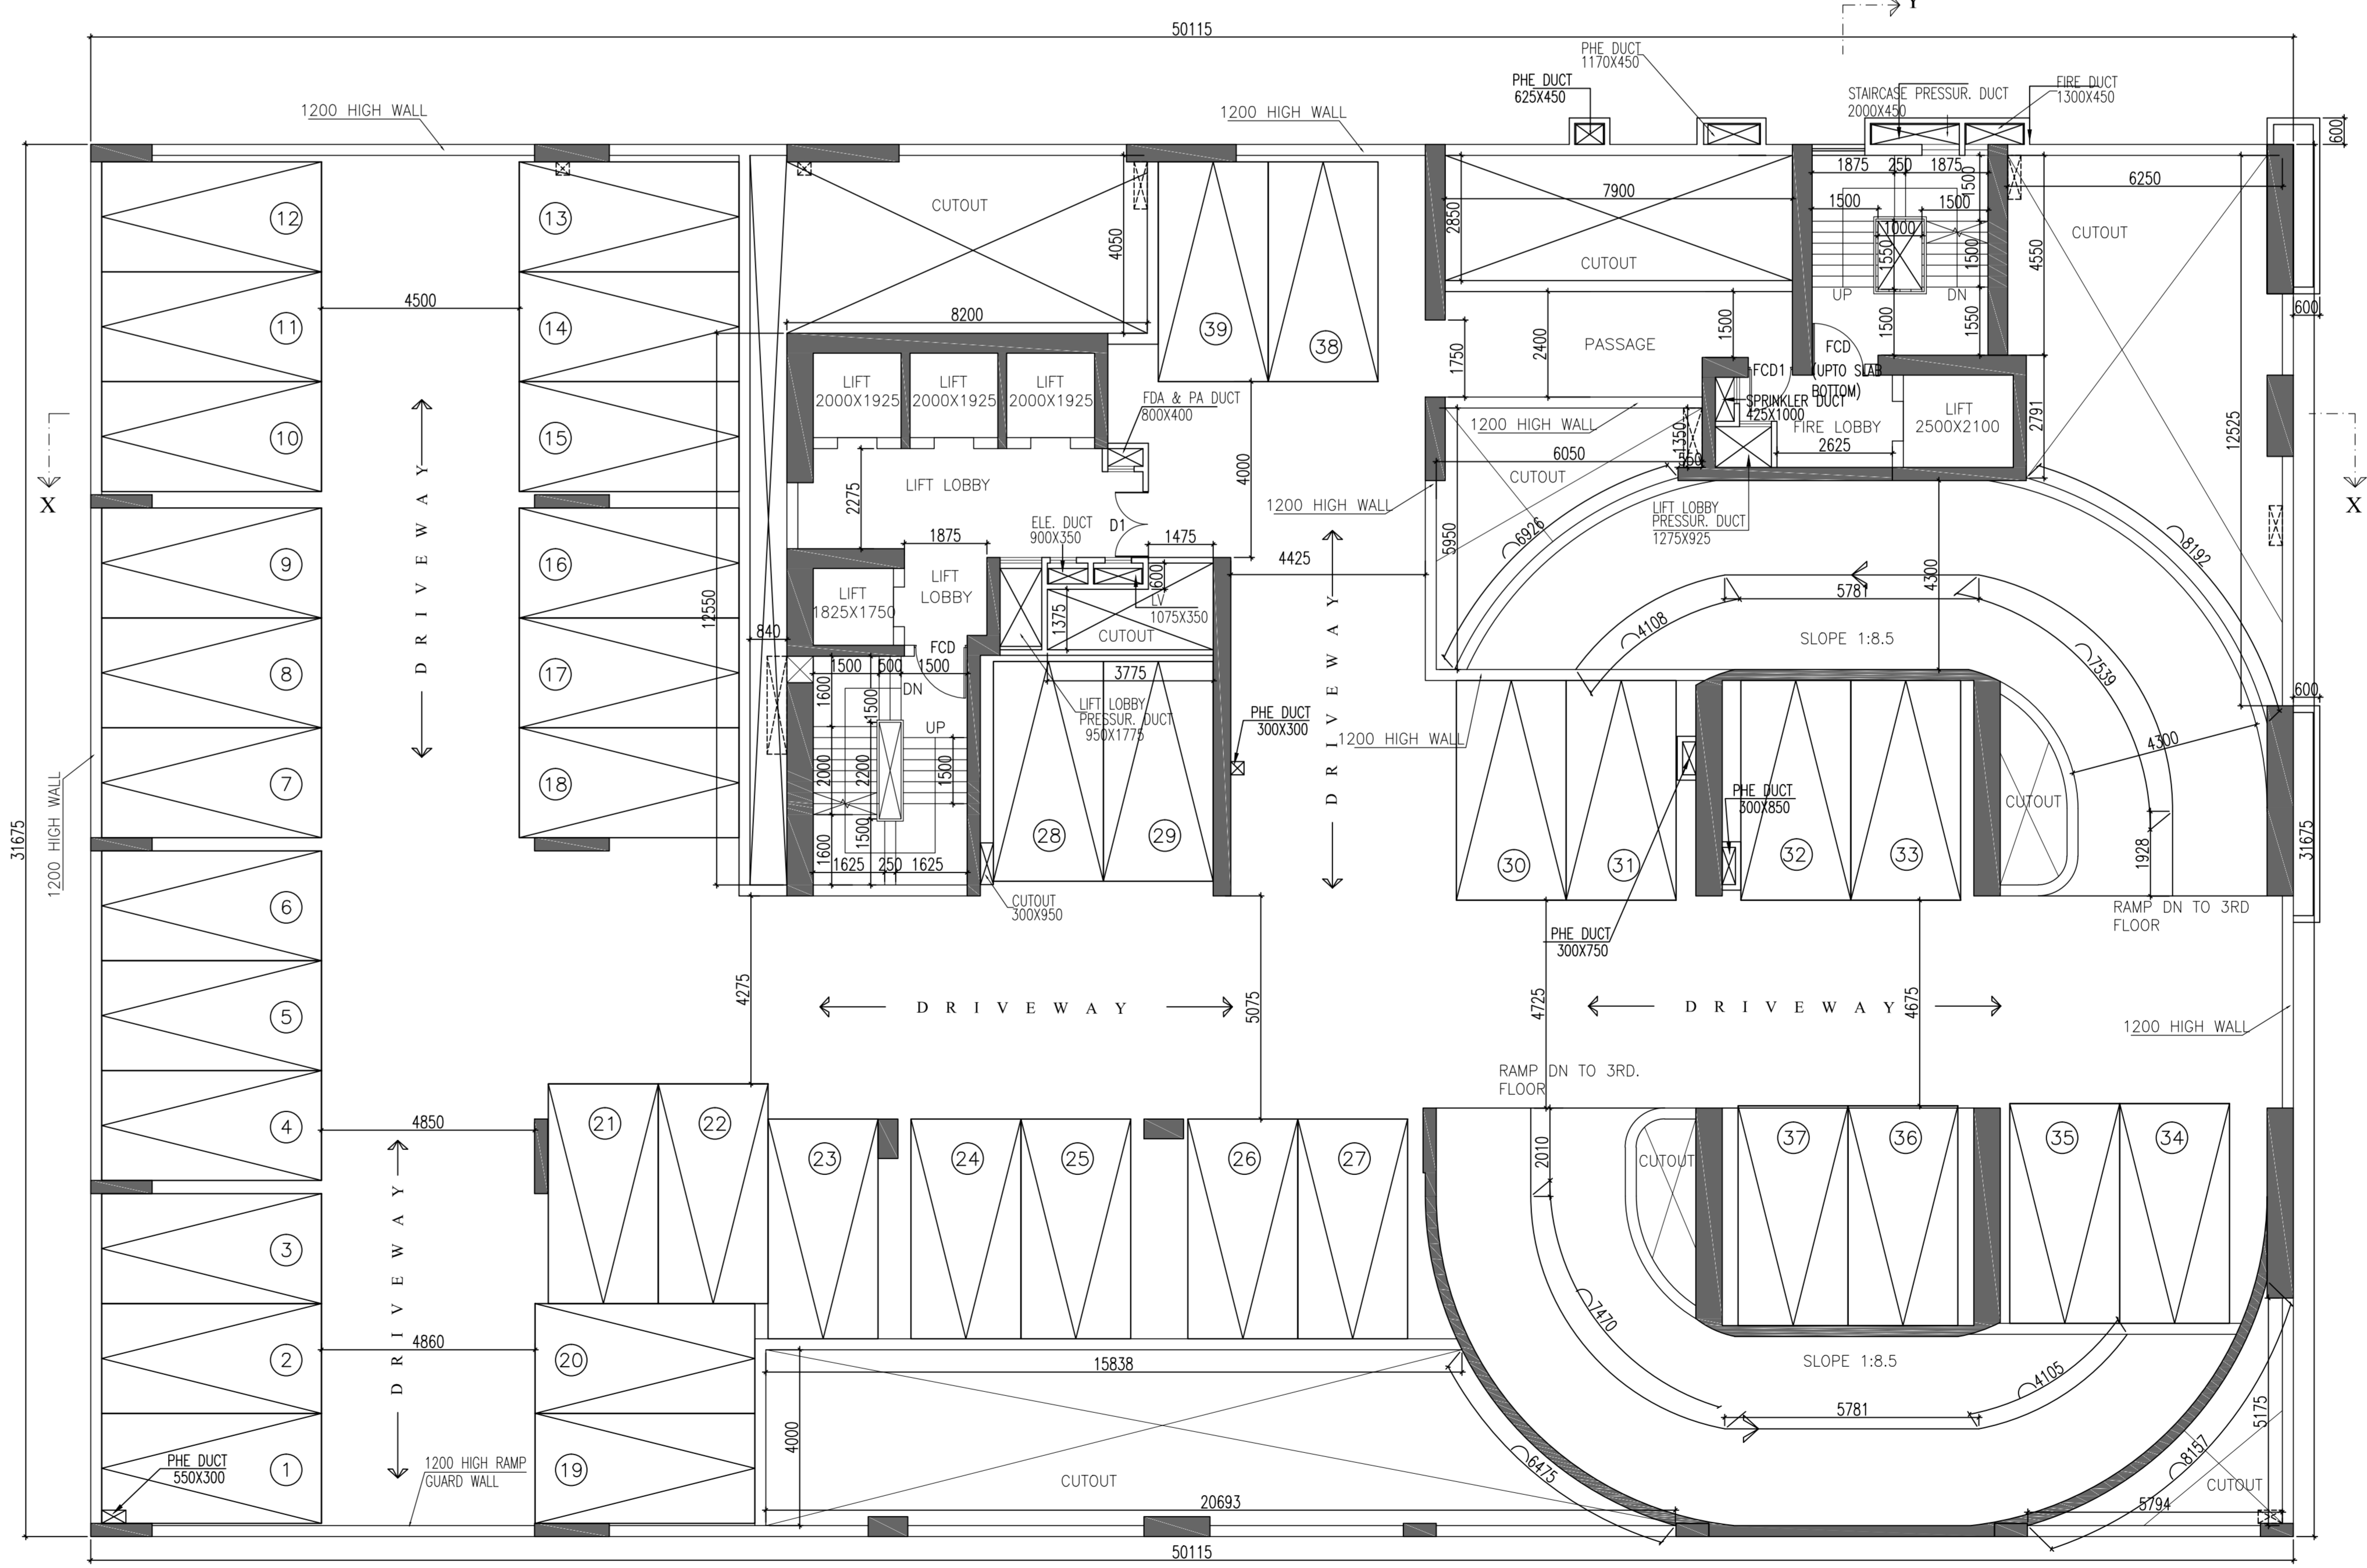 Y
50115
PHE DUCT
1170X450
PHE DUCT
625X450
STAIRCASE PRESSUR. DUCT
2000X450
FIRE DUCT
1300X450
1200 HIGH WALL
1200 HIGH WALL
600
1875
250
1875
1500
6250
12
13
CUTOUT
4050
2850
7900
CUTOUT
1500
1500
1000
1550
1500
4550
CUTOUT
UP
DN
4500
11
14
8200
39
38
1750
2400
PASSAGE
1500
1500
1550
600
FCD
FCD1
(UPTO SLAB
BOTTOM)
SPRINKLER DUCT
425X1000
FIRE LOBBY
2625
LIFT
2500X2100
2791
12525
LIFT
2000X1925
LIFT
2000X1925
LIFT
2000X1925
FDA & PA DUCT
800X400
1200 HIGH WALL
1350
550
6050
CUTOUT
10
15
X
X
DRIVEWAY
LIFT LOBBY
2275
4000
1200 HIGH WALL
LIFT LOBBY
PRESSUR. DUCT
1275X925
ELE. DUCT
900X350
D1
1875
1475
4425
5950
6926
8192
9
16
LIFT
LOBBY
LIFT
1825X1750
600
LV
1075X350
1375
CUTOUT
4300
5781
4108
SLOPE 1:8.5
7539
12550
840
FCD
1500
500
1500
DN
3775
8
17
1600
1500
UP
LIFT LOBBY
PRESSUR. DUCT
950X1775
PHE DUCT
300X300
DRIVEWAY
1200 HIGH WALL
600
4300
7
18
2000
2200
1500
PHE DUCT
300X850
CUTOUT
1200 HIGH WALL
31675
31675
28
29
30
31
32
33
1928
1600
1500
1625
250
1625
6
CUTOUT
300X950
PHE DUCT
300X750
RAMP DN TO 3RD
FLOOR
5
4275
DRIVEWAY
5075
4725
DRIVEWAY
4675
1200 HIGH WALL
RAMP DN TO 3RD.
FLOOR
4
4850
21
22
23
24
25
26
27
2010
CUTOUT
37
36
35
34
DRIVEWAY
3
7470
2
4860
20
15838
SLOPE 1:8.5
4105
5781
4000
5175
1
PHE DUCT
550X300
1200 HIGH RAMP
GUARD WALL
19
CUTOUT
6475
8157
CUTOUT
20693
5794
50115